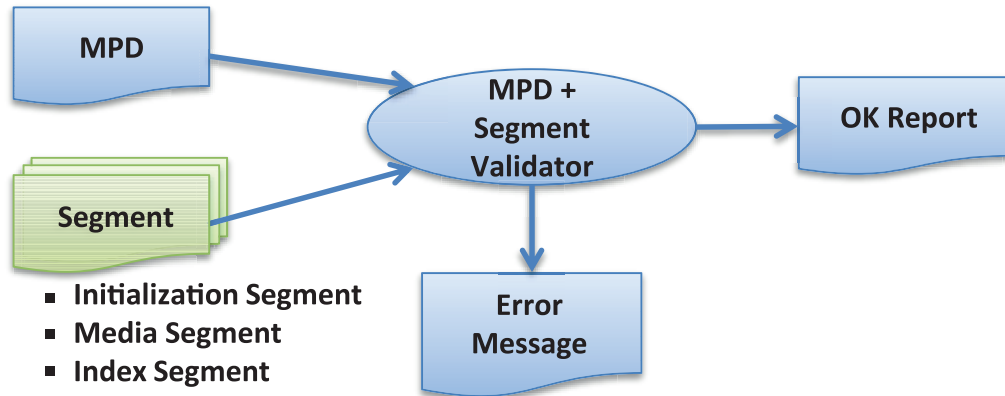 MPD
MPD +
Segment
Validator
OK Report
Segment
▪ Initialization Segment
▪ Media Segment
▪ Index Segment
Error
Message